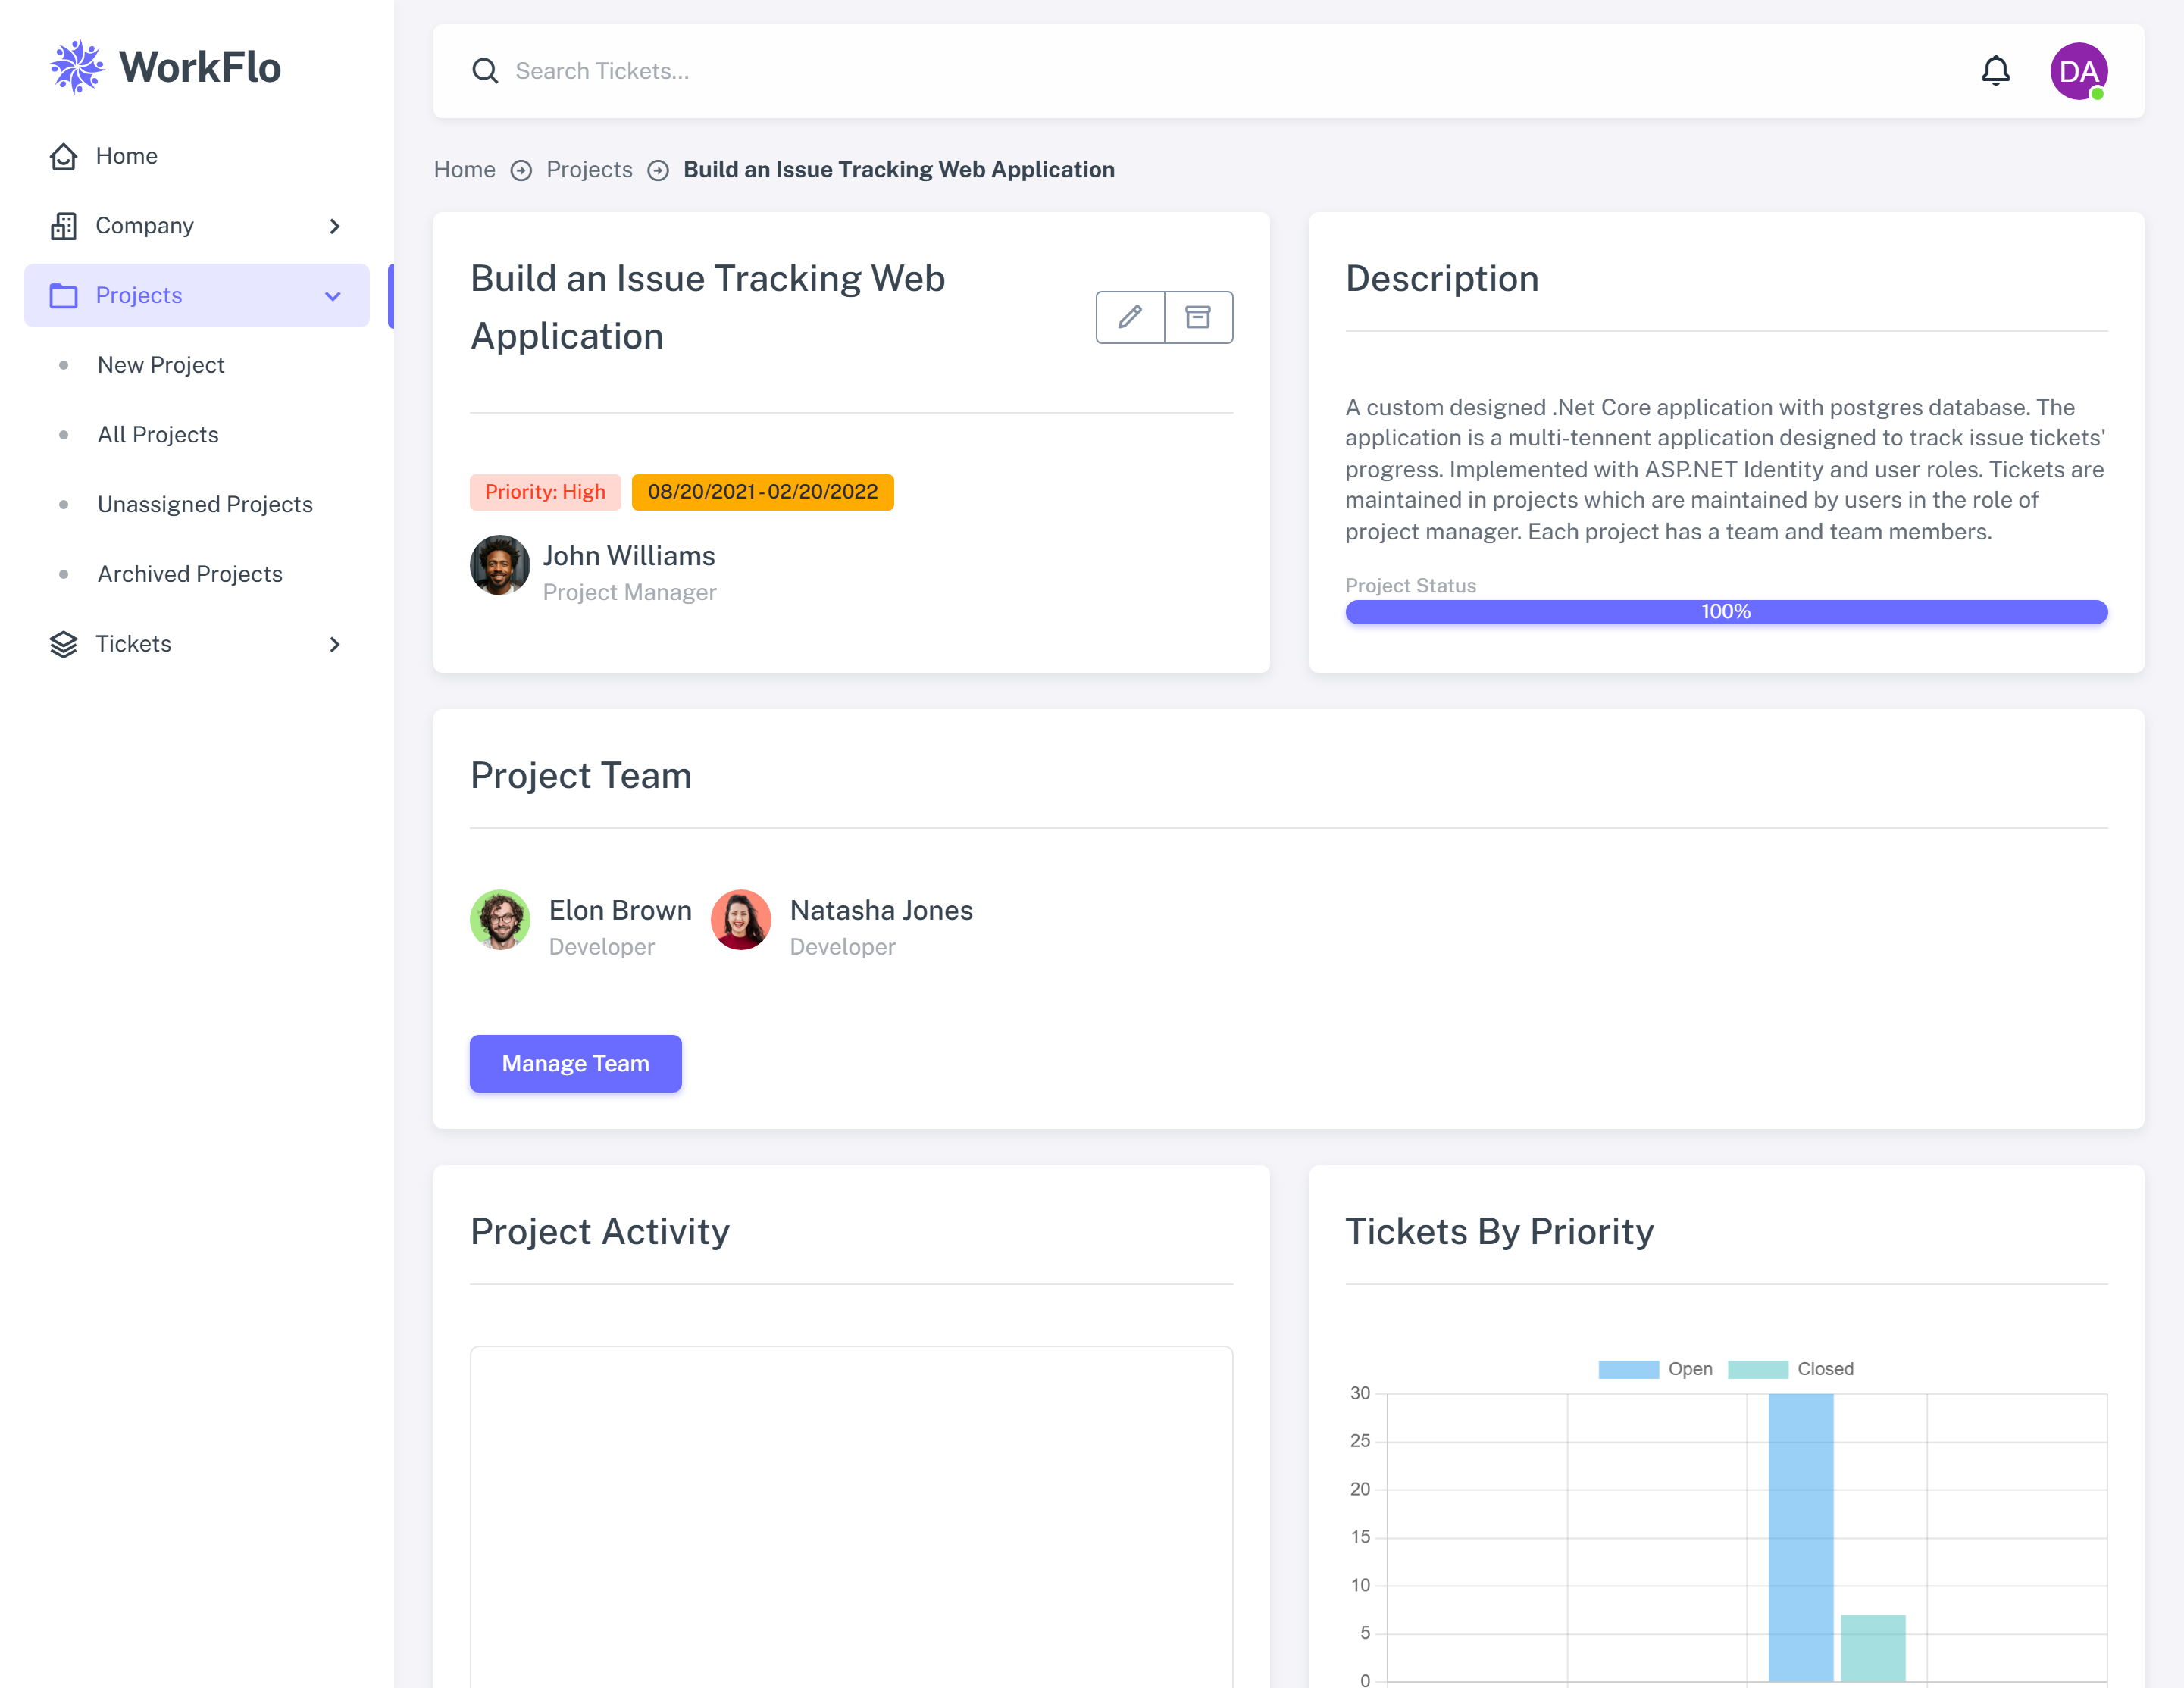 WorkFlo
Home
Company
Projects
New Project
All Projects
Unassigned Projects
Archived Projects
Tickets
Search Tickets...
DA
Home Projects Build an Issue Tracking Web Application
Build an Issue Tracking Web
Application
Priority: High 08/20/2021 - 02/20/2022
John Williams
Project Manager
Description
A custom designed .Net Core application with postgres database. The
application is a multi-tennent application designed to track issue tickets'
progress. Implemented with ASP.NET Identity and user roles. Tickets are
maintained in projects which are maintained by users in the role of
project manager. Each project has a team and team members.
Project Status
100%
Project Team
Elon Brown
Developer
Natasha Jones
Developer
Manage Team
Project Activity
Tickets By Priority
Open Closed
30
25
20
15
10
5
0